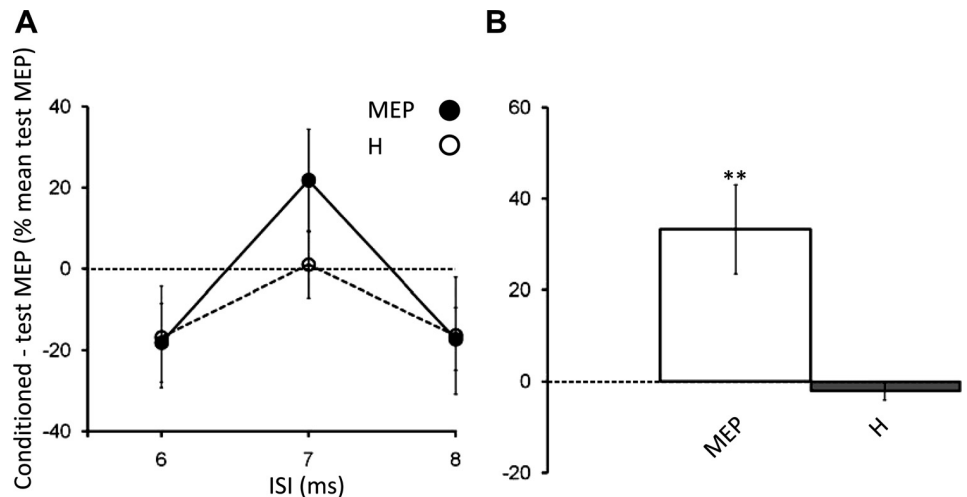 A
Conditioned - test MEP (% mean test MEP)
40
20
0
-20
-40
6
7
8
ISI (ms)
MEP
H
B
60
40
20
0
-20
**
MEP
H